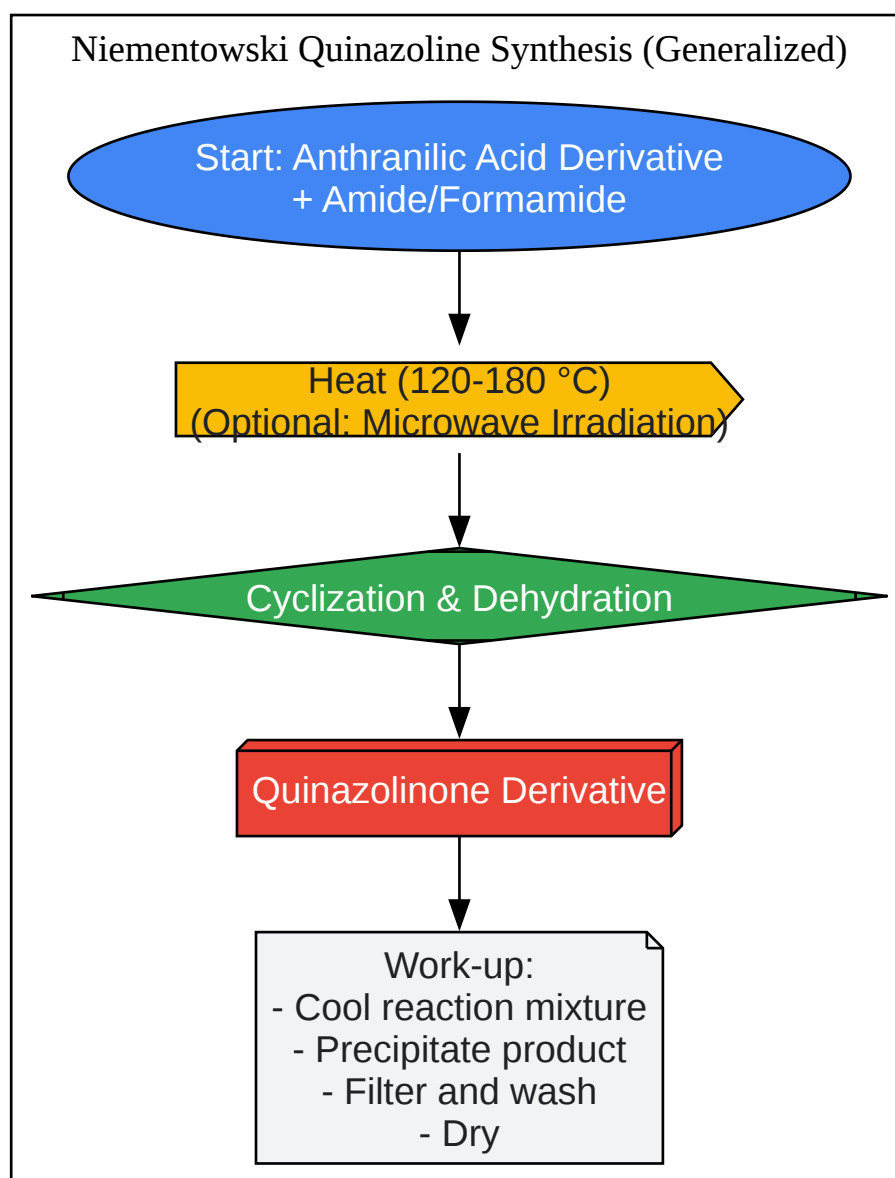 Niementowski Quinazoline Synthesis (Generalized)
Start: Anthranilic Acid Derivative
+ Amide/Formamide
Heat (120-180 °C)
(Optional: Microwave Irradiation)
Cyclization & Dehydration
Quinazolinone Derivative
Work-up:
- Cool reaction mixture
- Precipitate product
- Filter and wash
- Dry